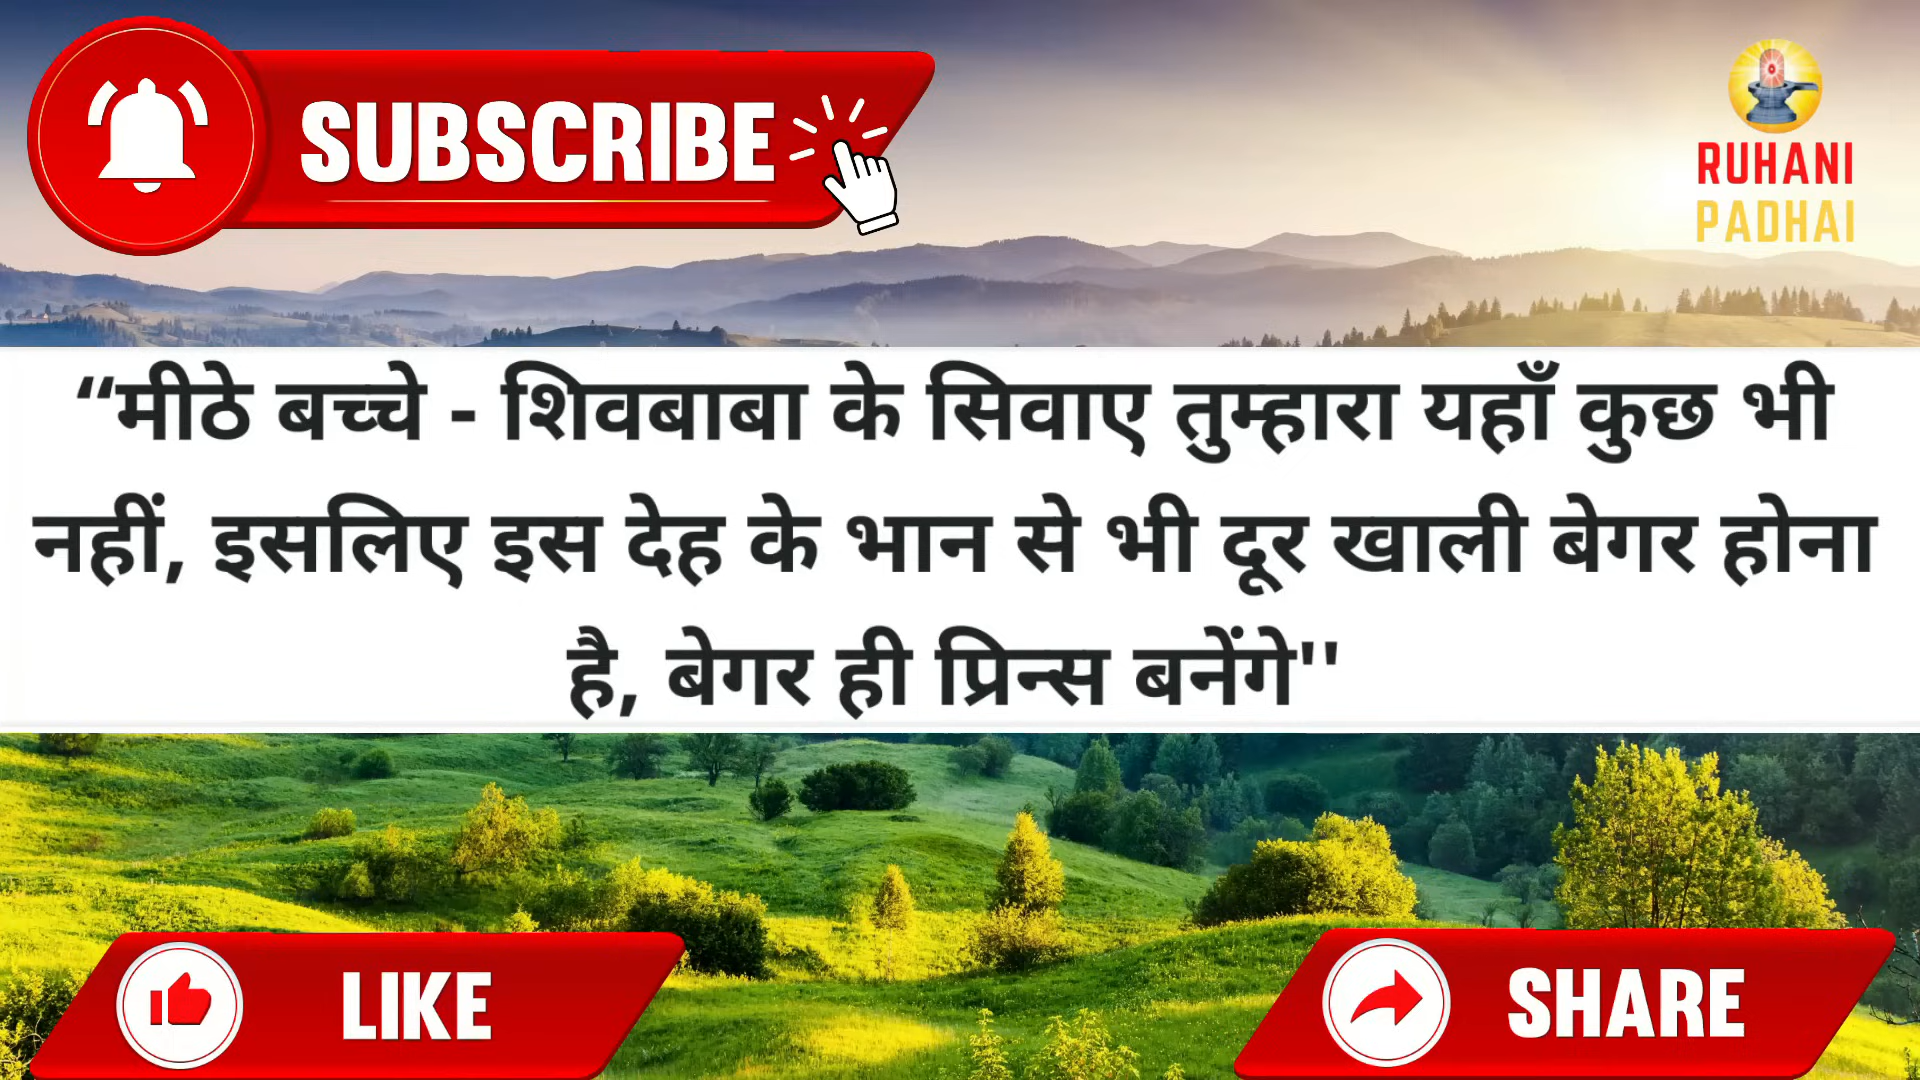 SUBSCRIBE
RUHANI
PADHAI
“मीठे बच्चे - शिवबाबा के सिवाए तुम्हारा यहाँ कुछ भी
नहीं, इसलिए इस देह के भान से भी दूर खाली बेगर होना
है, बेगर ही प्रिन्स बनेंगे''
LIKE
SHARE